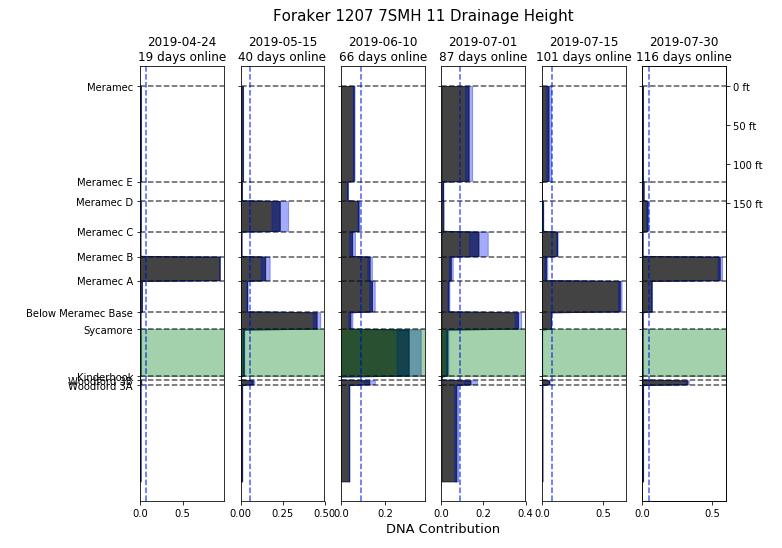 Foraker 1207 7SMH 11 Drainage Height
2019-04-24
19 days online
2019-05-15
40 days online
2019-06-10
66 days online
2019-07-01
87 days online
2019-07-15
101 days online
2019-07-30
116 days online
Meramec
Meramec E
Meramec D
Meramec C
Meramec B
Meramec A
Below Meramec Base
Sycamore
Kinderhook
Woodford 3B
Woodford 3A
0 ft
50 ft
100 ft
150 ft
0.0 0.5
0.00 0.25 0.50
0.0 0.2
0.0 0.2 0.4
0.0 0.5
0.0 0.5
DNA Contribution